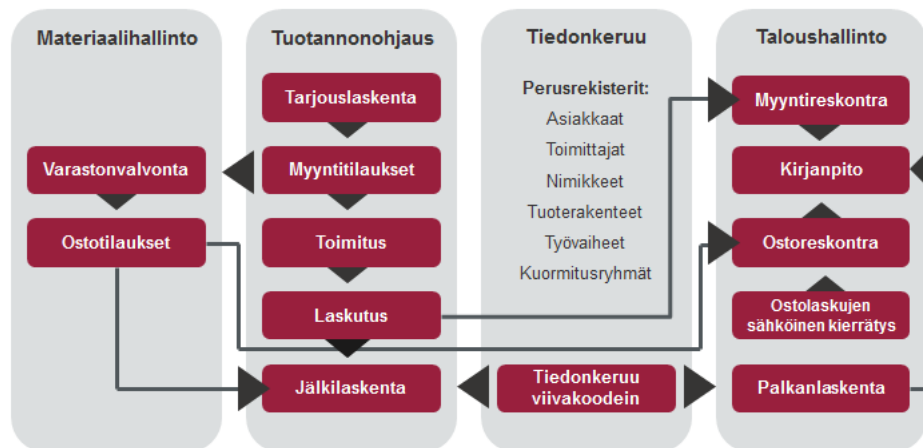 Materiaalihallinto
Varastonvalvonta
Ostotilaukset
Tuotannonohjaus
Tarjouslaskenta
Myyntitilaukset
Toimitus
Laskutus
Jälkilaskenta
Tiedonkeruu
Perusrekisterit:
Asiakkaat
Toimittajat
Nimikkeet
Tuoterakenteet
Työvaiheet
Kuormitusryhmät
Tiedonkeruu
viivakoodein
Taloushallinto
Myyntireskontra
Kirjanpito
Ostoreskontra
Ostolaskujen
sähköinen kierrätys
Palkanlaskenta